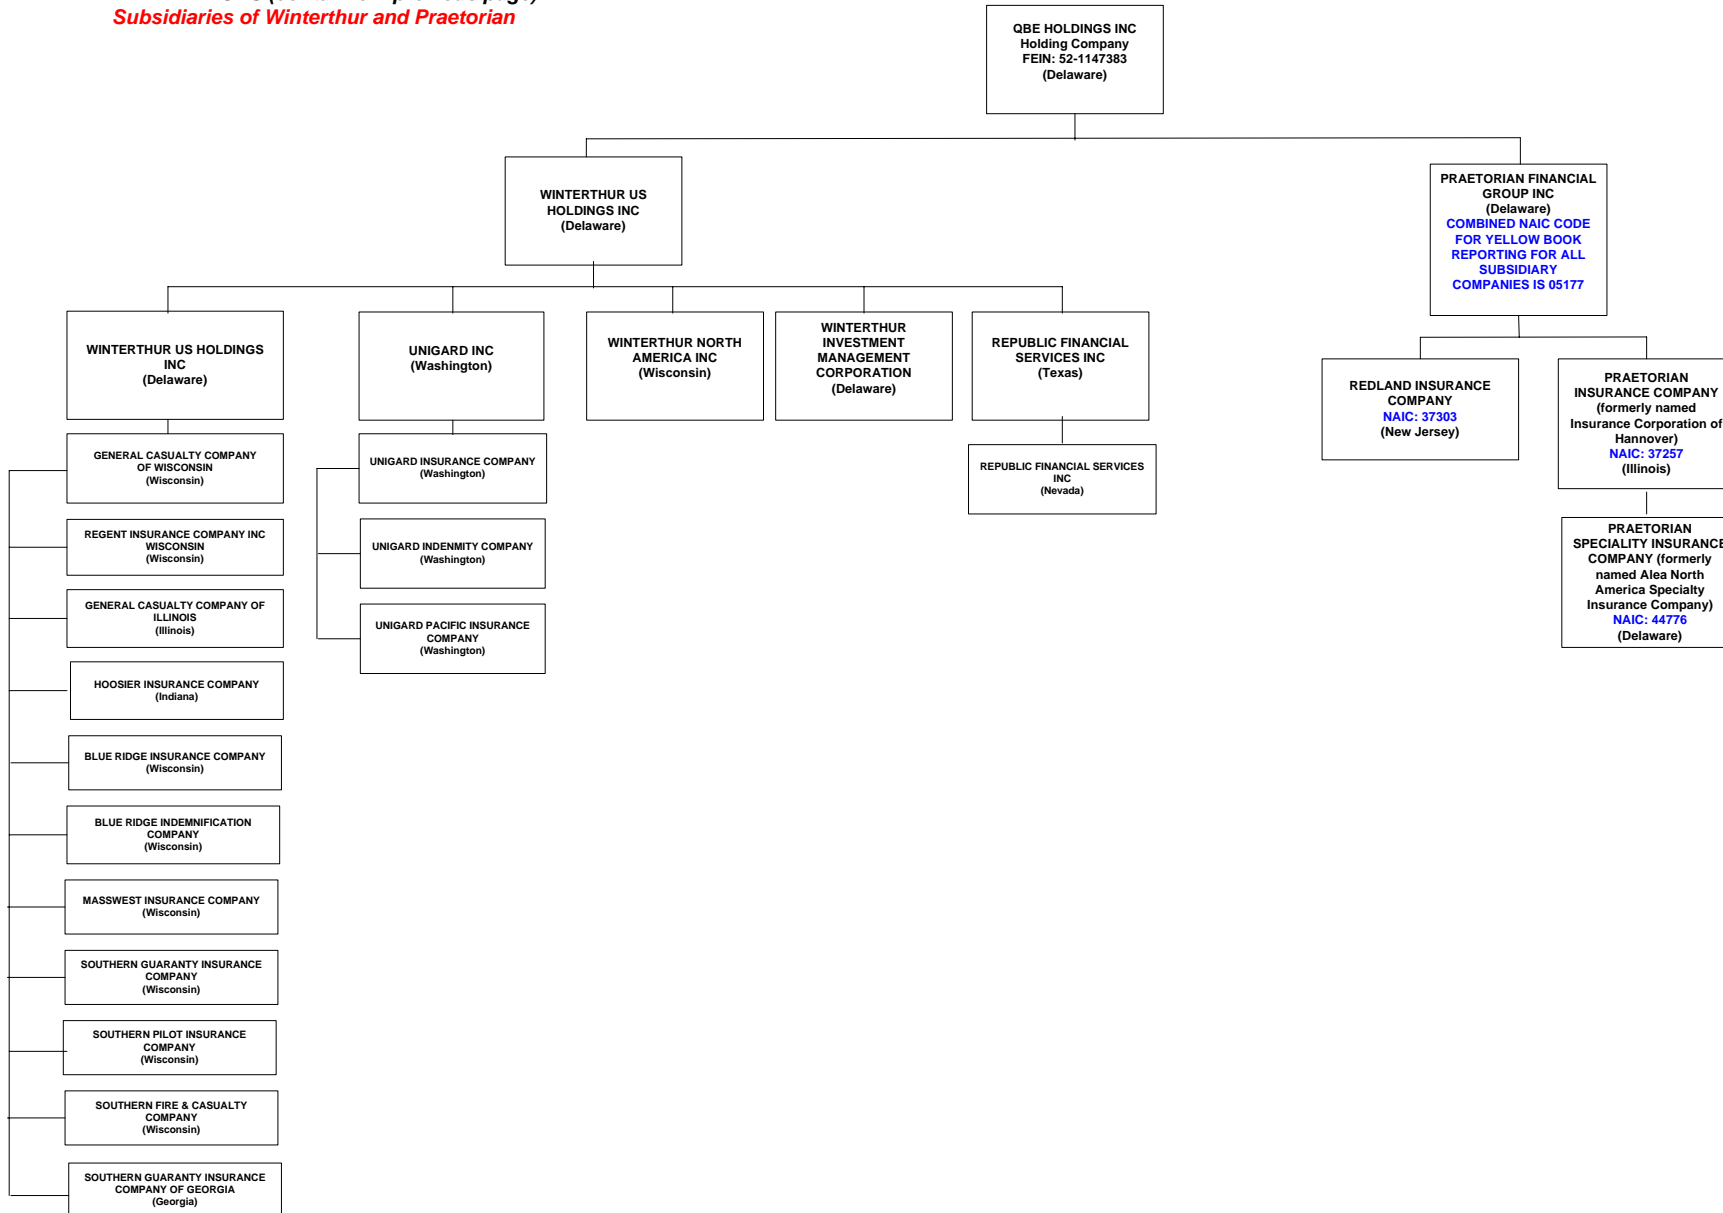 (
Subsidiaries of Winterthur and Praetorian
QBE HOLDINGS INC
Holding Company
FEIN: 52-1147383
(Delaware)
WINTERTHUR US
HOLDINGS INC
(Delaware)
PRAETORIAN FINANCIAL
GROUP INC
(Delaware)
COMBINED NAIC CODE
FOR YELLOW BOOK
REPORTING FOR ALL
SUBSIDIARY
COMPANIES IS 05177
WINTERTHUR US HOLDINGS
INC
(Delaware)
UNIGARD INC
(Washington)
WINTERTHUR NORTH
AMERICA INC
(Wisconsin)
WINTERTHUR
INVESTMENT
MANAGEMENT
CORPORATION
(Delaware)
REPUBLIC FINANCIAL
SERVICES INC
(Texas)
REDLAND INSURANCE
COMPANY
NAIC: 37303
(New Jersey)
PRAETORIAN
INSURANCE COMPANY
(formerly named
Insurance Corporation of
Hannover)
NAIC: 37257
(Illinois)
GENERAL CASUALTY COMPANY
OF WISCONSIN
(Wisconsin)
UNIGARD INSURANCE COMPANY
(Washington)
REPUBLIC FINANCIAL SERVICES
INC
(Nevada)
REGENT INSURANCE COMPANY INC
WISCONSIN
(Wisconsin)
UNIGARD INDENMITY COMPANY
(Washington)
PRAETORIAN
SPECIALITY INSURANCE
COMPANY (formerly
named Alea North
America Specialty
Insurance Company)
NAIC: 44776
(Delaware)
GENERAL CASUALTY COMPANY OF
ILLINOIS
(Illinois)
UNIGARD PACIFIC INSURANCE
COMPANY
(Washington)
HOOSIER INSURANCE COMPANY
(Indiana)
BLUE RIDGE INSURANCE COMPANY
(Wisconsin)
BLUE RIDGE INDEMNIFICATION
COMPANY
(Wisconsin)
MASSWEST INSURANCE COMPANY
(Wisconsin)
SOUTHERN GUARANTY INSURANCE
COMPANY
(Wisconsin)
SOUTHERN PILOT INSURANCE
COMPANY
(Wisconsin)
SOUTHERN FIRE & CASUALTY
COMPANY
(Wisconsin)
SOUTHERN GUARANTY INSURANCE
COMPANY OF GEORGIA
(Georgia)